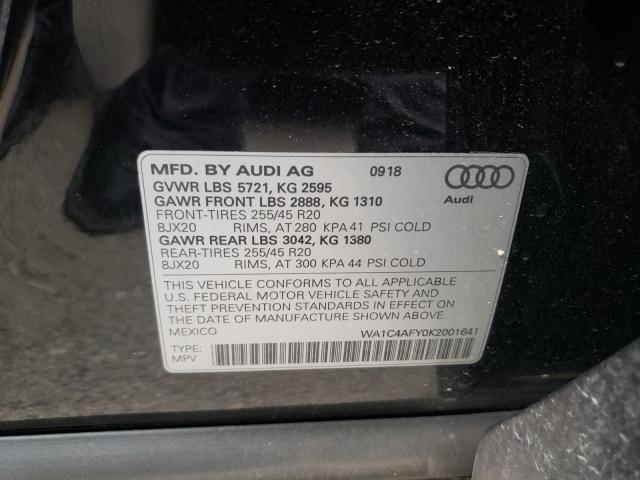 MFD. BY AUDI AG 0918
GVWR LBS 5721, KG 2595
GAWR FRONT LBS 2888, KG 1310
FRONT-TIRES 255/45 R20
8JX20 RIMS, AT 280 KPA 41 PSI COLD
GAWR REAR LBS 3042, KG 1380
REAR-TIRES 255/45 R20
8JX20 RIMS, AT 300 KPA 44 PSI COLD
Audi
THIS VEHICLE CONFORMS TO ALL APPLICABLE
U.S. FEDERAL MOTOR VEHICLE SAFETY AND
THEFT PREVENTION STANDARDS IN EFFECT ON
THE DATE OF MANUFACTURE SHOWN ABOVE.
MEXICO WA1C4AFY0K2001641
TYPE:
MPV